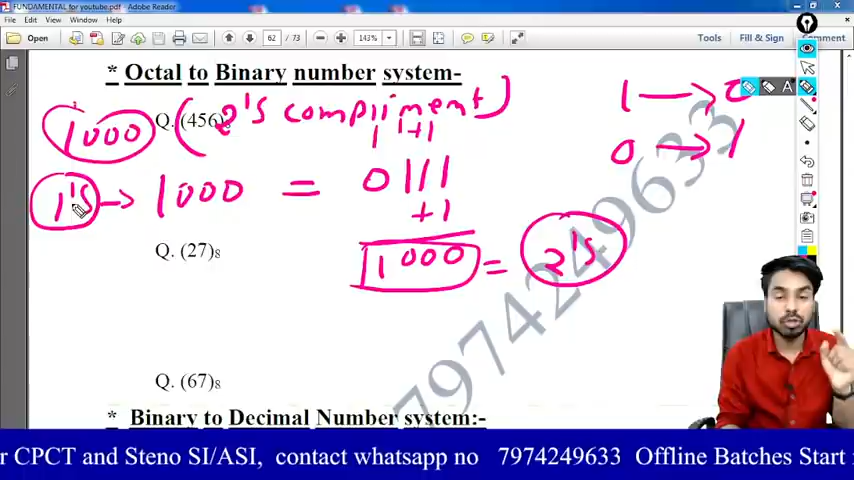 FUNDAMENTAL for youtube.pdf - Adobe Reader
File Edit View Window Help
Open 62 / 73 143% Tools Fill & Sign Comment
* Octal to Binary number system-
1000 Q. (456)₈ (2's compliment)
1 → 0
0 → 1
1 1 +1
1's → 1000 = 0111
+1
1000 = 2's
Q. (27)₈
Q. (67)₈
* Binary to Decimal Number system:-
7974249633
A
r CPCT and Steno SI/ASI, contact whatsapp no 7974249633 Offline Batches Start